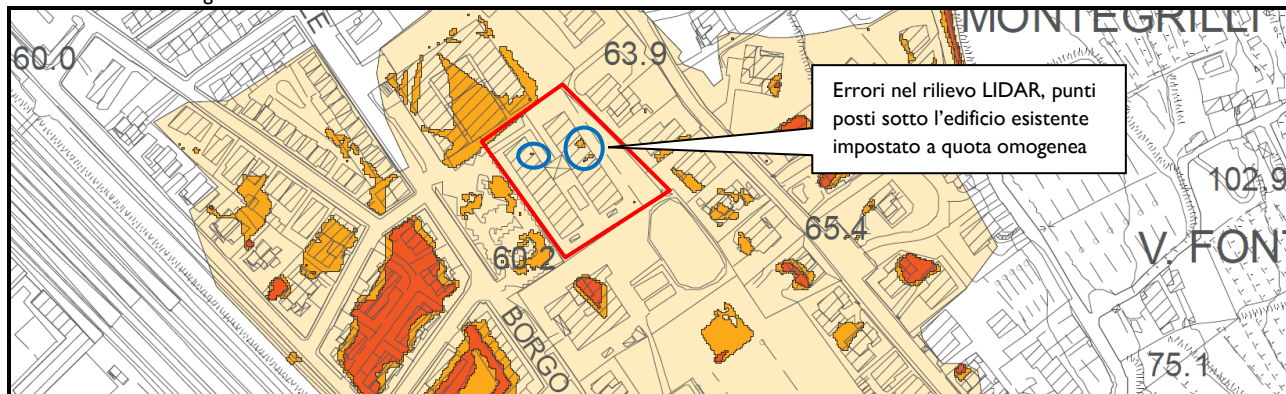 MONTEGRILLI
60.0
63.9
Errori nel rilievo LIDAR, punti
posti sotto l'edificio esistente
impostato a quota omogenea
102.9
65.4
60.2
V. FONT
BORGO
75.1